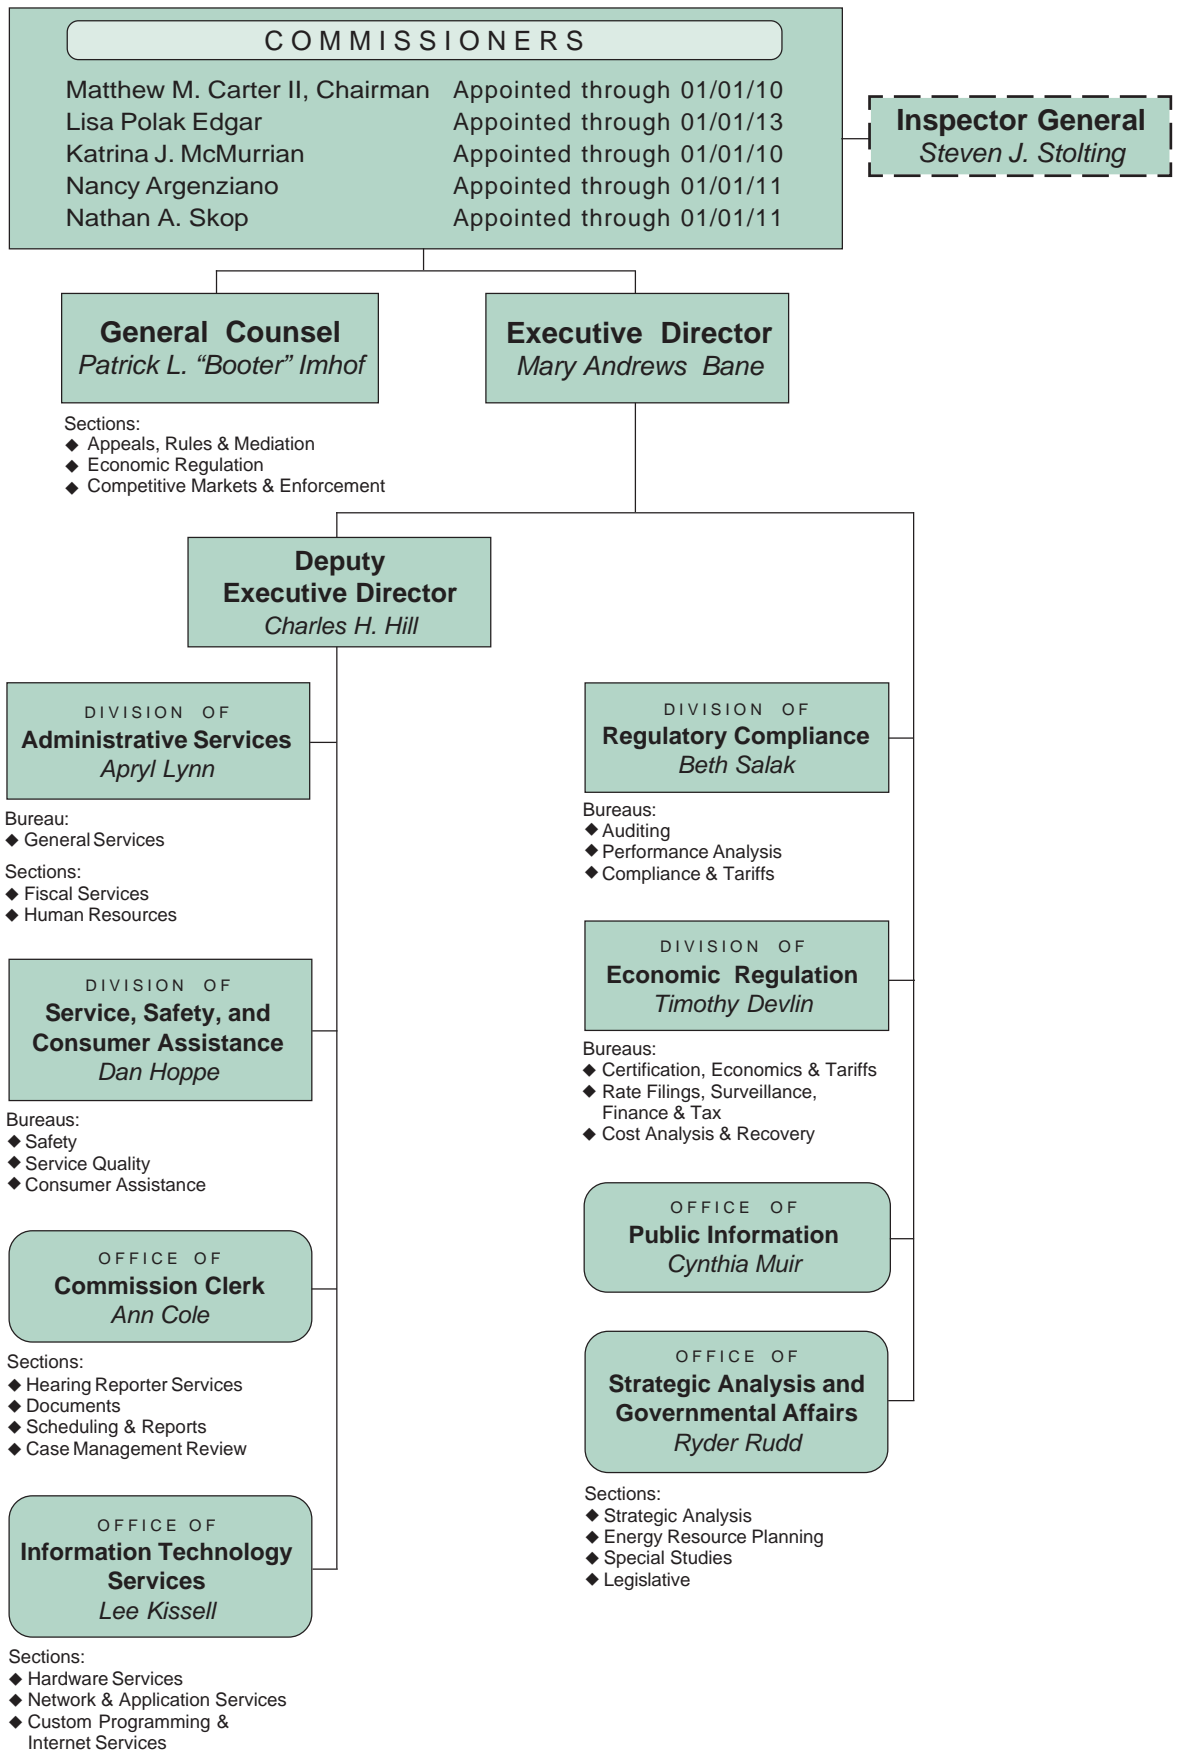 COMMISSIONERS
Matthew M. Carter II, Chairman Appointed through 01/01/10
Lisa Polak Edgar Appointed through 01/01/13
Katrina J. McMurrian Appointed through 01/01/10
Nancy Argenziano Appointed through 01/01/11
Nathan A. Skop Appointed through 01/01/11
Inspector General
Steven J. Stolting
General Counsel
Patrick L. “Booter” Imhof
Sections:
◆ Appeals, Rules & Mediation
◆ Economic Regulation
◆ Competitive Markets & Enforcement
Executive Director
Mary Andrews Bane
Deputy
Executive Director
Charles H. Hill
DIVISION OF
Administrative Services
Apryl Lynn
Bureau:
◆ General Services
Sections:
◆ Fiscal Services
◆ Human Resources
DIVISION OF
Service, Safety, and
Consumer Assistance
Dan Hoppe
Bureaus:
◆ Safety
◆ Service Quality
◆ Consumer Assistance
OFFICE OF
Commission Clerk
Ann Cole
Sections:
◆ Hearing Reporter Services
◆ Documents
◆ Scheduling & Reports
◆ Case Management Review
OFFICE OF
Information Technology
Services
Lee Kissell
Sections:
◆ Hardware Services
◆ Network & Application Services
◆ Custom Programming &
Internet Services
DIVISION OF
Regulatory Compliance
Beth Salak
Bureaus:
◆ Auditing
◆ Performance Analysis
◆ Compliance & Tariffs
DIVISION OF
Economic Regulation
Timothy Devlin
Bureaus:
◆ Certification, Economics & Tariffs
◆ Rate Filings, Surveillance,
Finance & Tax
◆ Cost Analysis & Recovery
OFFICE OF
Public Information
Cynthia Muir
OFFICE OF
Strategic Analysis and
Governmental Affairs
Ryder Rudd
Sections:
◆ Strategic Analysis
◆ Energy Resource Planning
◆ Special Studies
◆ Legislative